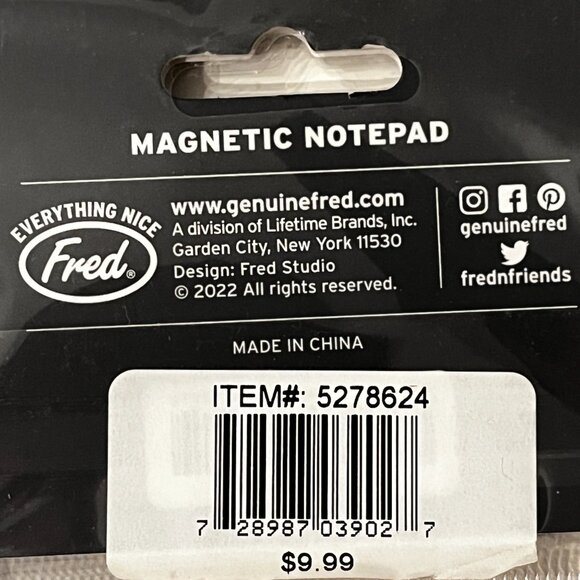 MAGNETIC NOTEPAD
EVERYTHING NICE
Fred®
www.genuinefred.com
A division of Lifetime Brands, Inc.
Garden City, New York 11530
Design: Fred Studio
© 2022 All rights reserved.
genuinefred
frednfriends
MADE IN CHINA
ITEM#: 5278624
7 28987 03902 7
$9.99